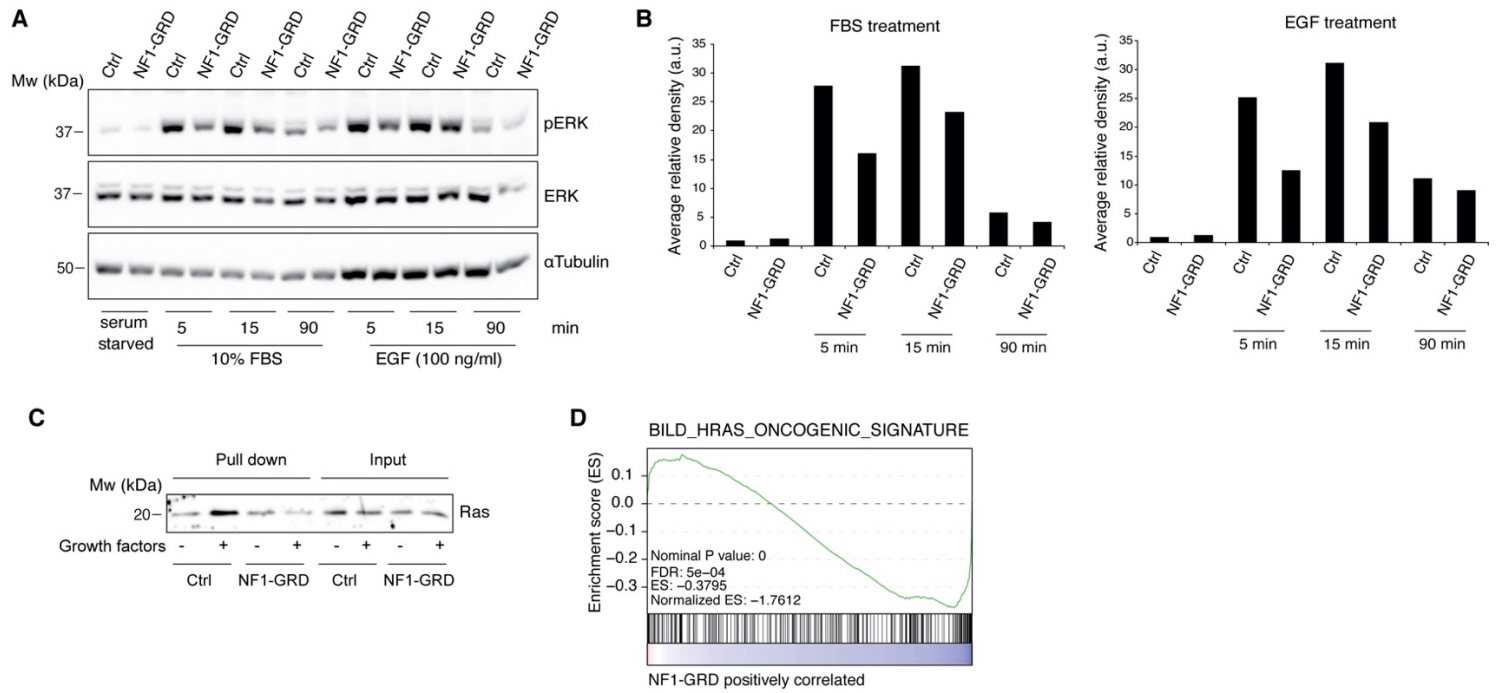 A
Ctrl
NF1-GRD
Ctrl
NF1-GRD
Ctrl
NF1-GRD
Ctrl
NF1-GRD
Ctrl
NF1-GRD
Ctrl
NF1-GRD
Ctrl
NF1-GRD
Mw (kDa)
37
pERK
37
ERK
50
αTubulin
serum starved
5
15
90
5
15
90
min
10% FBS
EGF (100 ng/ml)
B
FBS treatment
Average relative density (a.u.)
35
30
25
20
15
10
5
0
Ctrl
NF1-GRD
Ctrl
NF1-GRD
Ctrl
NF1-GRD
Ctrl
NF1-GRD
5 min
15 min
90 min
EGF treatment
Average relative density (a.u.)
35
30
25
20
15
10
5
0
Ctrl
NF1-GRD
Ctrl
NF1-GRD
Ctrl
NF1-GRD
Ctrl
NF1-GRD
5 min
15 min
90 min
C
Pull down
Input
Mw (kDa)
20
Ras
Growth factors - + - + - + - +
Ctrl
NF1-GRD
Ctrl
NF1-GRD
D
BILD_HRAS_ONCOGENIC_SIGNATURE
Enrichment score (ES)
0.1
0.0
−0.1
−0.2
−0.3
Nominal P value: 0
FDR: 5e−04
ES: −0.3795
Normalized ES: −1.7612
NF1-GRD positively correlated